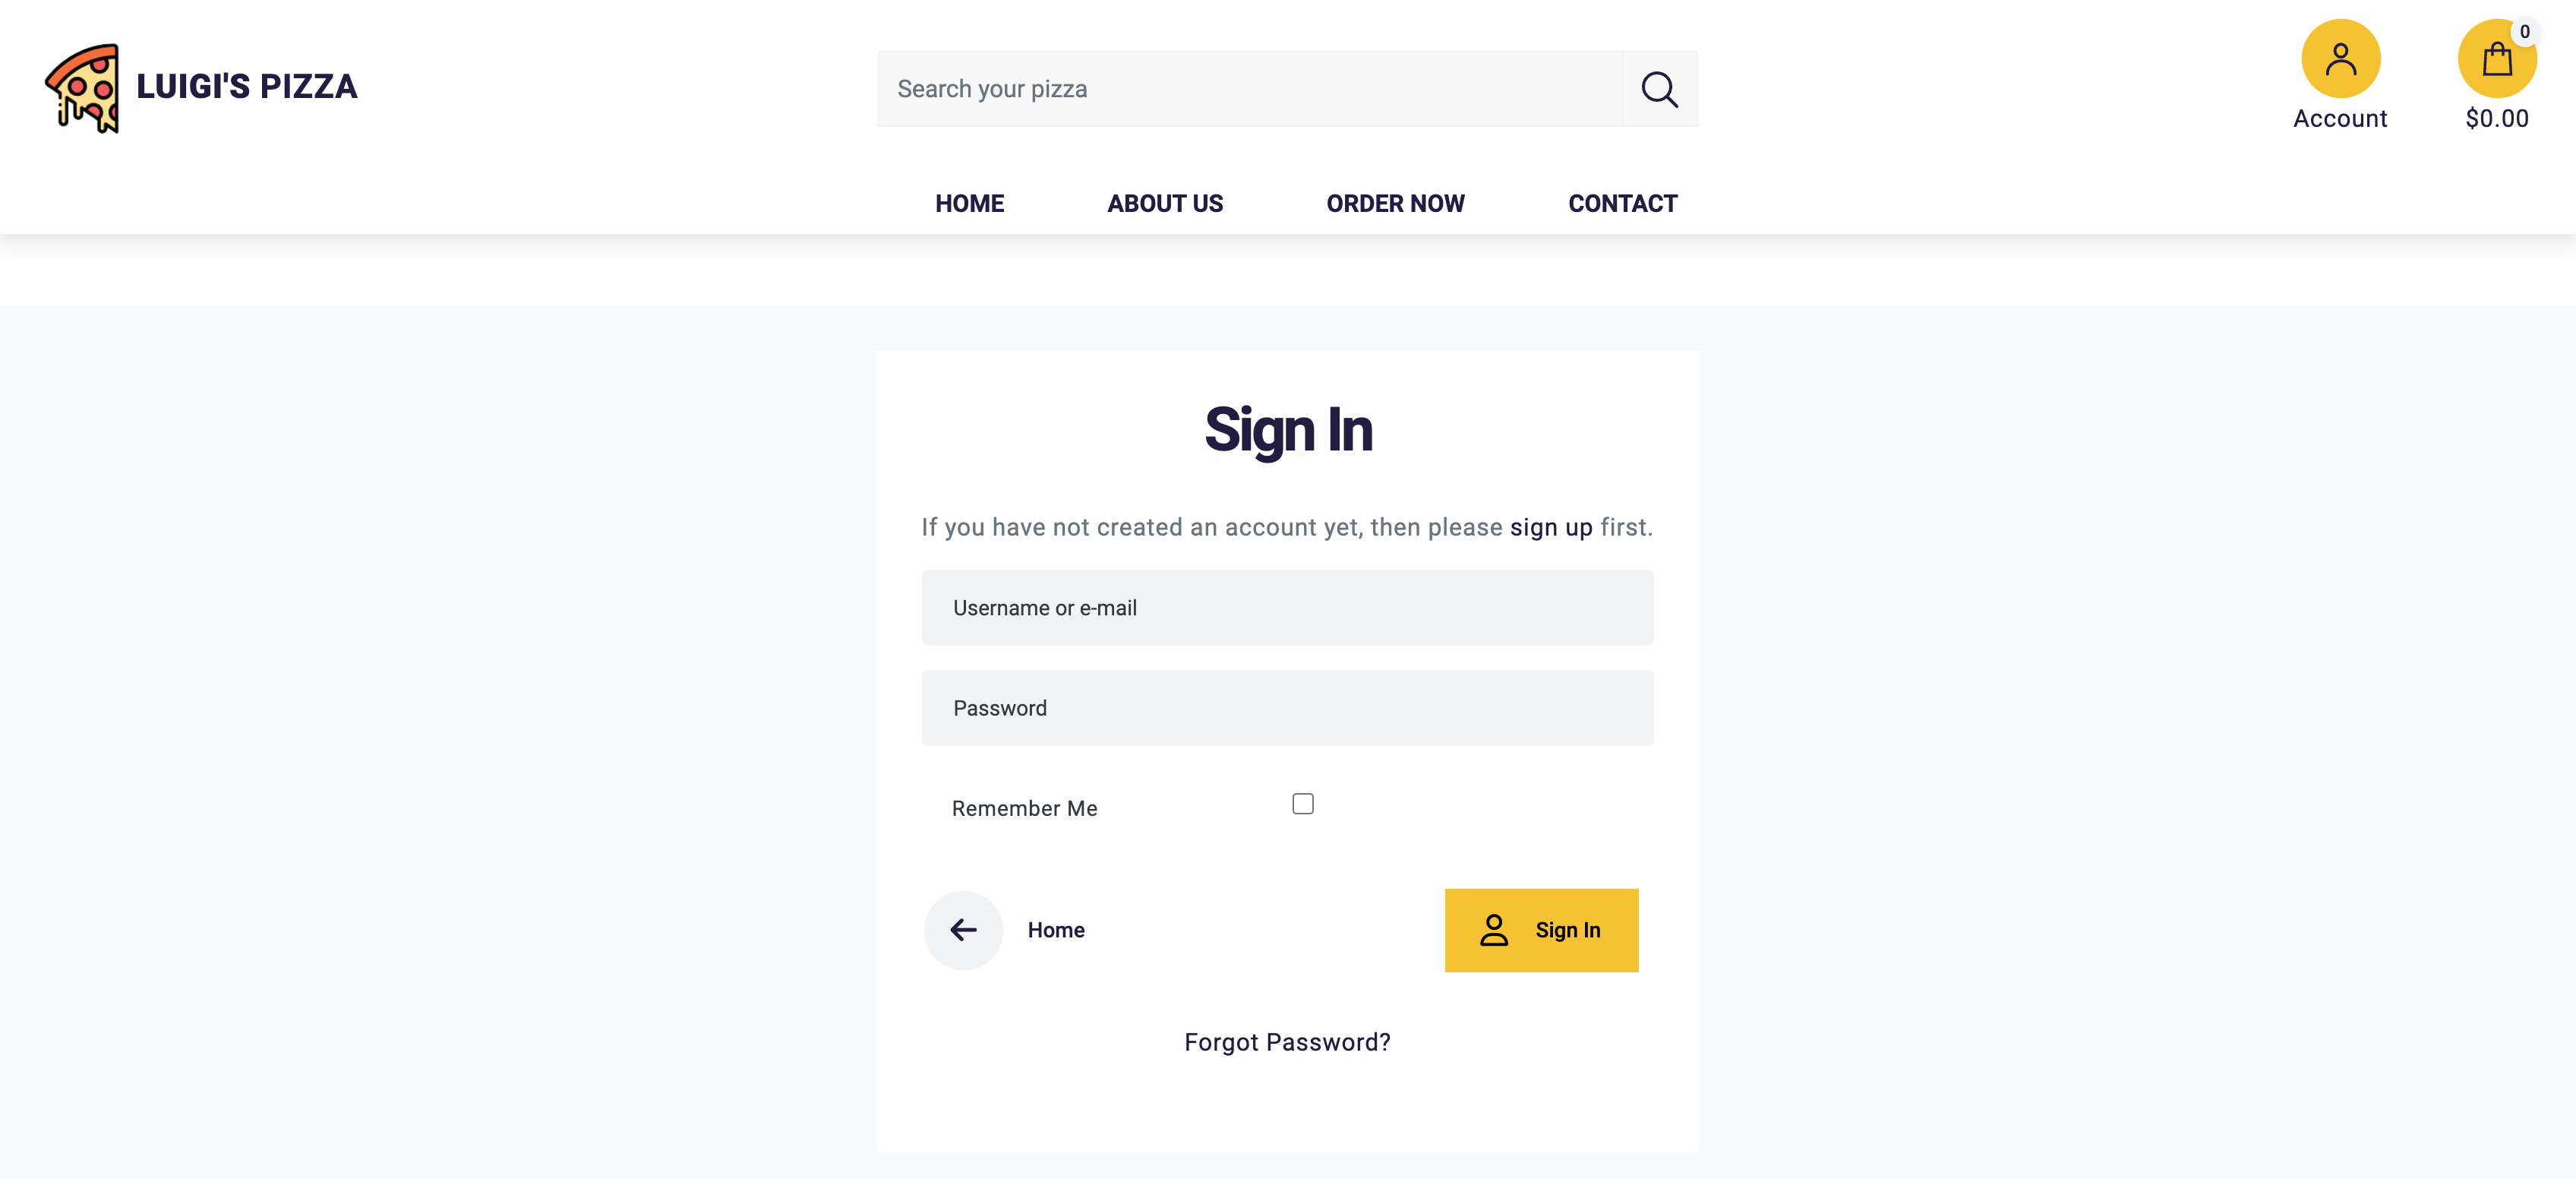 LUIGI'S PIZZA
Search your pizza
Account
0
$0.00
HOME
ABOUT US
ORDER NOW
CONTACT
Sign In
If you have not created an account yet, then please sign up first.
Username or e-mail
Password
Remember Me
Home
Sign In
Forgot Password?